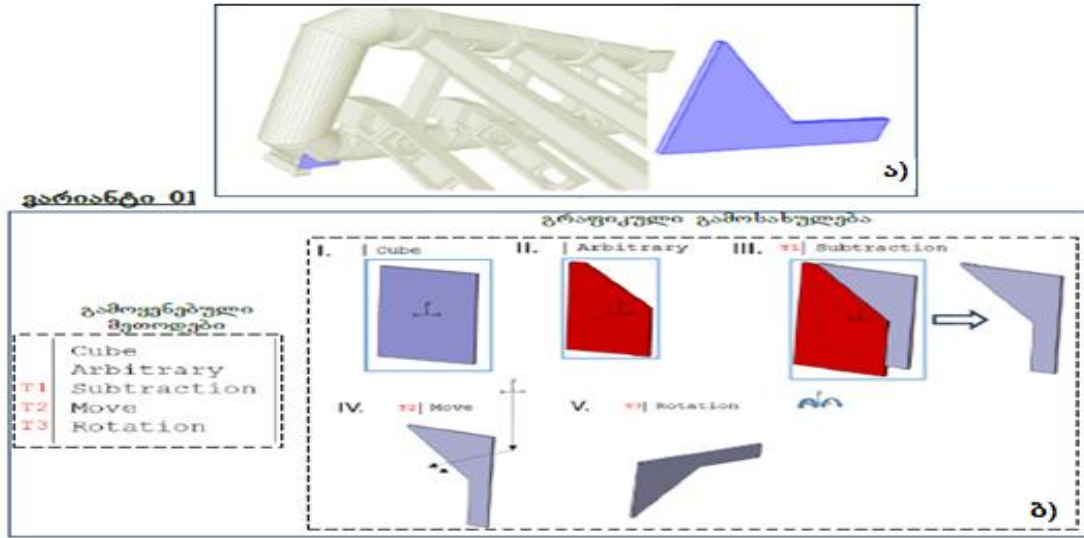 ა)
ვარიანტი 01
გრაფიკული გამოსახულება
I. | Cube
II. | Arbitrary
III. T1| Subtraction
გამოყენებული
მეთოდები
Cube
Arbitrary
T1 Subtraction
T2 Move
T3 Rotation
IV. T2| Move
V. T3| Rotation
ბ)